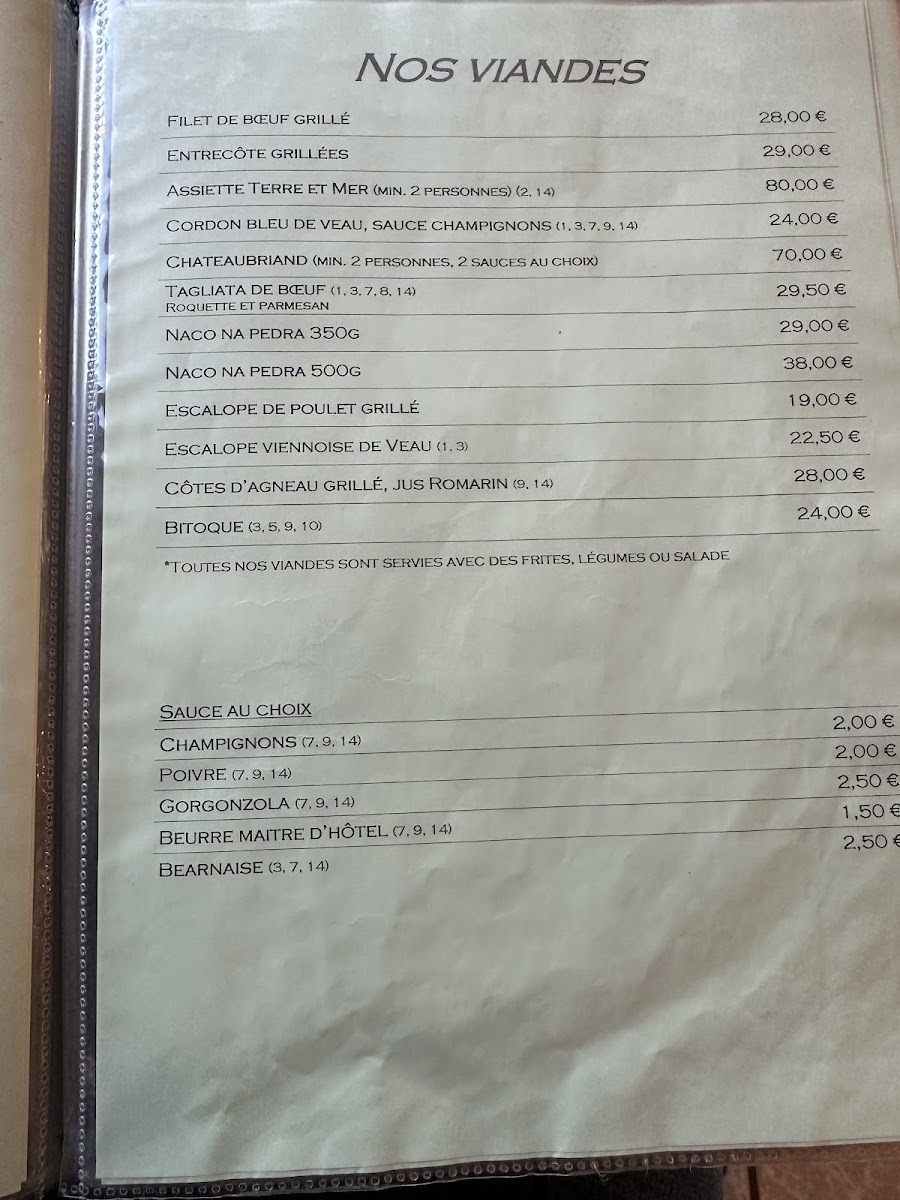 Nos viandes
Filet de bœuf grillé 28,00 €
Entrecôte grillées 29,00 €
Assiette Terre et Mer (min. 2 personnes) (2, 14) 80,00 €
Cordon bleu de veau, sauce champignons (1, 3, 7, 9, 14) 24,00 €
Chateaubriand (min. 2 personnes, 2 sauces au choix) 70,00 €
Tagliata de bœuf (1, 3, 7, 8, 14) 29,50 €
Roquette et parmesan
Naco na pedra 350g 29,00 €
Naco na pedra 500g 38,00 €
Escalope de poulet grillé 19,00 €
Escalope viennoise de Veau (1, 3) 22,50 €
Côtes d'agneau grillé, jus Romarin (9, 14) 28,00 €
Bitoque (3, 5, 9, 10) 24,00 €
*Toutes nos viandes sont servies avec des frites, légumes ou salade
Sauce au choix
Champignons (7, 9, 14) 2,00 €
Poivre (7, 9, 14) 2,00 €
Gorgonzola (7, 9, 14) 2,50 €
Beurre maitre d'hôtel (7, 9, 14) 1,50 €
Bearnaise (3, 7, 14) 2,50 €